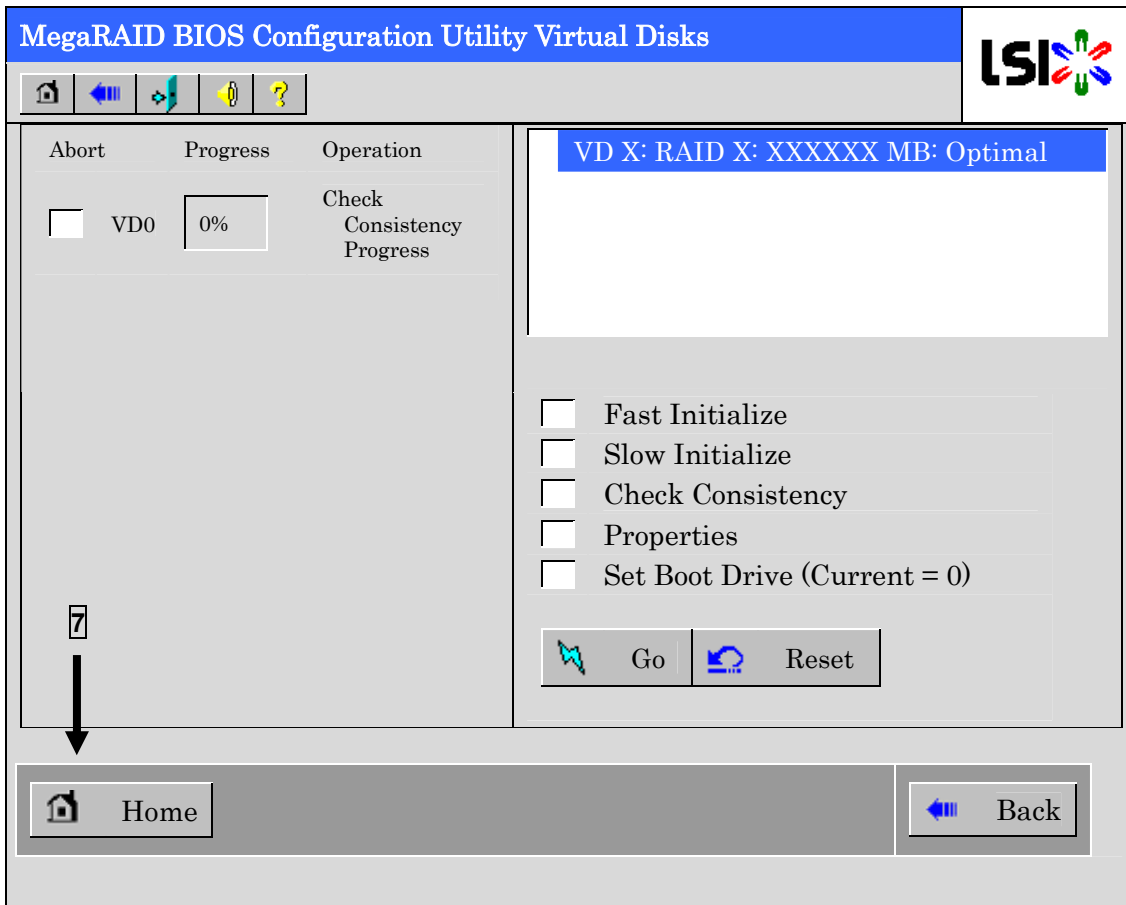 MegaRAID BIOS Configuration Utility Virtual Disks
LSI
Abort Progress Operation
VD0 0% Check
Consistency
Progress
VD X: RAID X: XXXXXX MB: Optimal
Fast Initialize
Slow Initialize
Check Consistency
Properties
Set Boot Drive (Current = 0)
Go Reset
7
Home Back